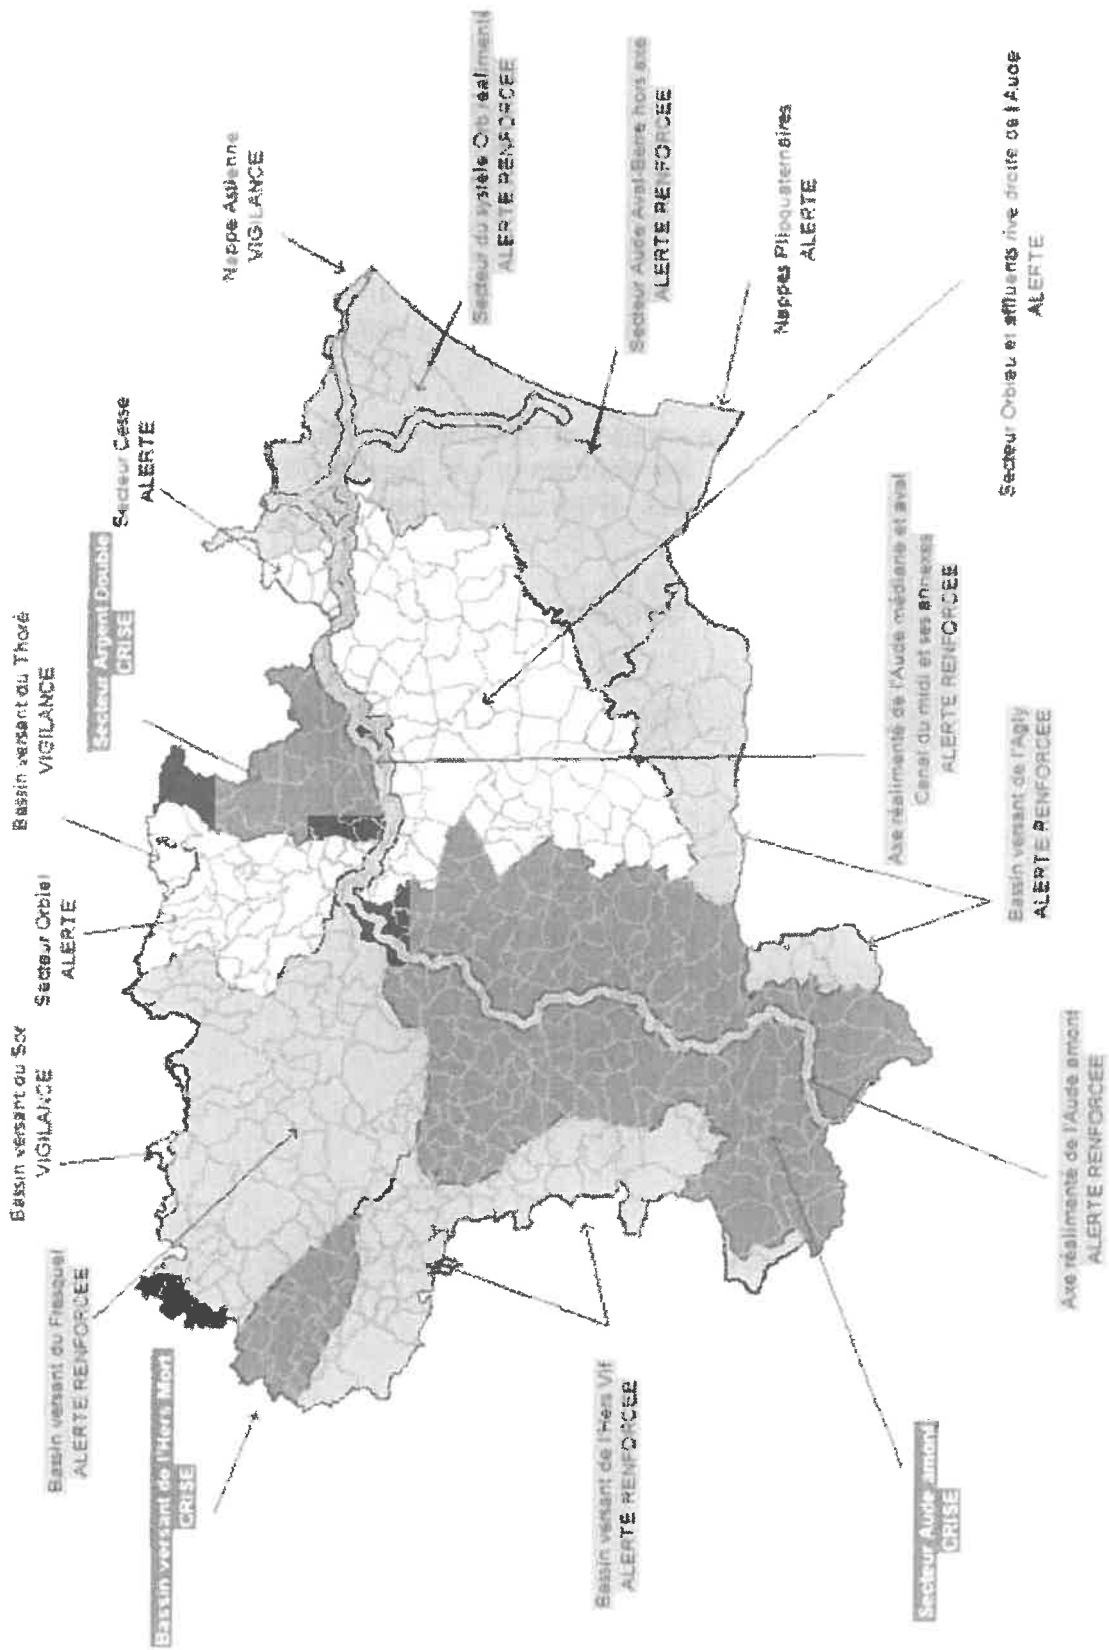 Bassin versant de l'Hers Mort
CRISE
Bassin versant du Fresquel
ALERTE RENFORCEE
Bassin versant du Sor
VIGILANCE
Secteur Orbiel
ALERTE
Bassin versant du Thoré
VIGILANCE
Secteur Argent Double
CRISE
Secteur Cesse
ALERTE
Nappe Astienne
VIGILANCE
Secteur du systèle Orb réalimenté
ALERTE RENFORCEE
Secteur Aude Aval-Berre hors axe
ALERTE RENFORCEE
Nappes Plioquaternaires
ALERTE
Secteur Orbieu et affluents rive droite de l'Aude
ALERTE
Axe réalimenté de l'Aude médiane et aval
Canal du midi et ses annexes
ALERTE RENFORCEE
Bassin versant de l'Agly
ALERTE RENFORCEE
Axe réalimenté de l'Aude amont
ALERTE RENFORCEE
Secteur Aude amont
CRISE
Bassin versant de l'Hers Vif
ALERTE RENFORCEE